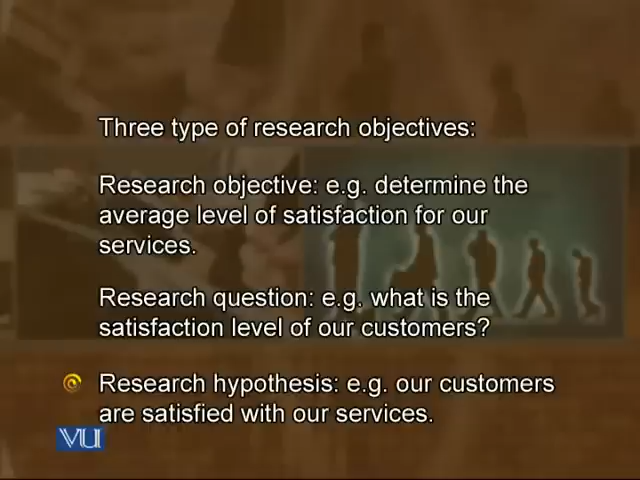 Three type of research objectives:
Research objective: e.g. determine the
average level of satisfaction for our
services.
Research question: e.g. what is the
satisfaction level of our customers?
Research hypothesis: e.g. our customers
are satisfied with our services.
VU